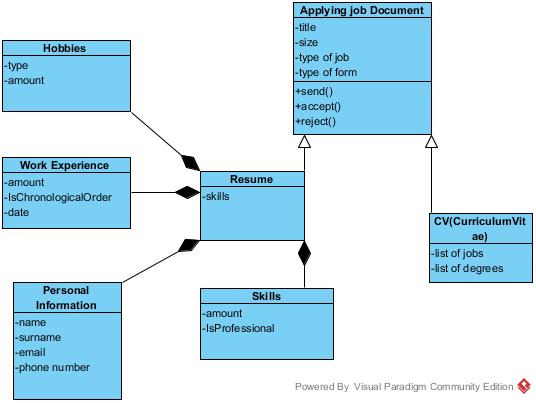 Applying job Document
-title
-size
-type of job
-type of form
+send()
+accept()
+reject()
Hobbies
-type
-amount
Work Experience
-amount
-IsChronologicalOrder
-date
Resume
-skills
CV(CurriculumVit
ae)
-list of jobs
-list of degrees
Personal
Information
-name
-surname
-email
-phone number
Skills
-amount
-IsProfessional
Powered By Visual Paradigm Community Edition